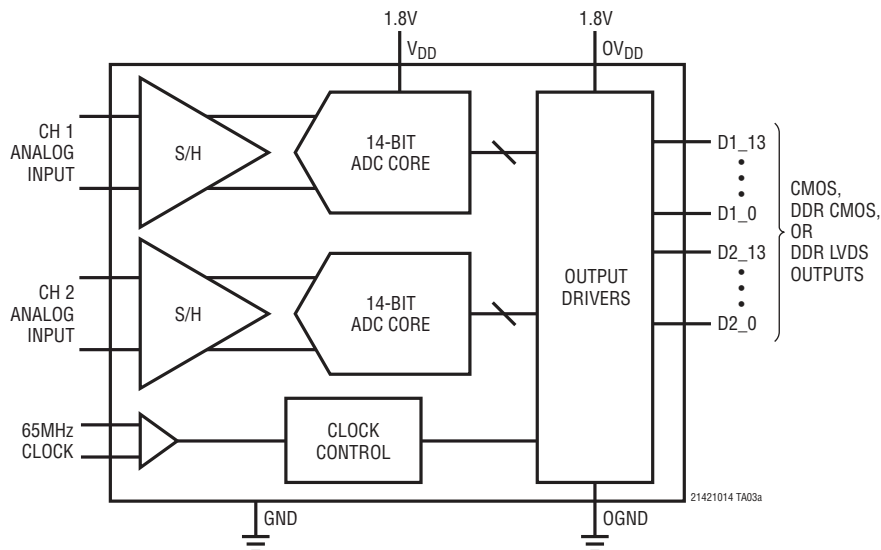 1.8V
1.8V
VDD
OVDD
CH 1
ANALOG
INPUT
S/H
14-BIT
ADC CORE
D1_13
D1_0
D2_13
D2_0
CMOS,
DDR CMOS,
OR
DDR LVDS
OUTPUTS
OUTPUT
DRIVERS
CH 2
ANALOG
INPUT
S/H
14-BIT
ADC CORE
65MHz
CLOCK
CLOCK
CONTROL
21421014 TA03a
GND
OGND